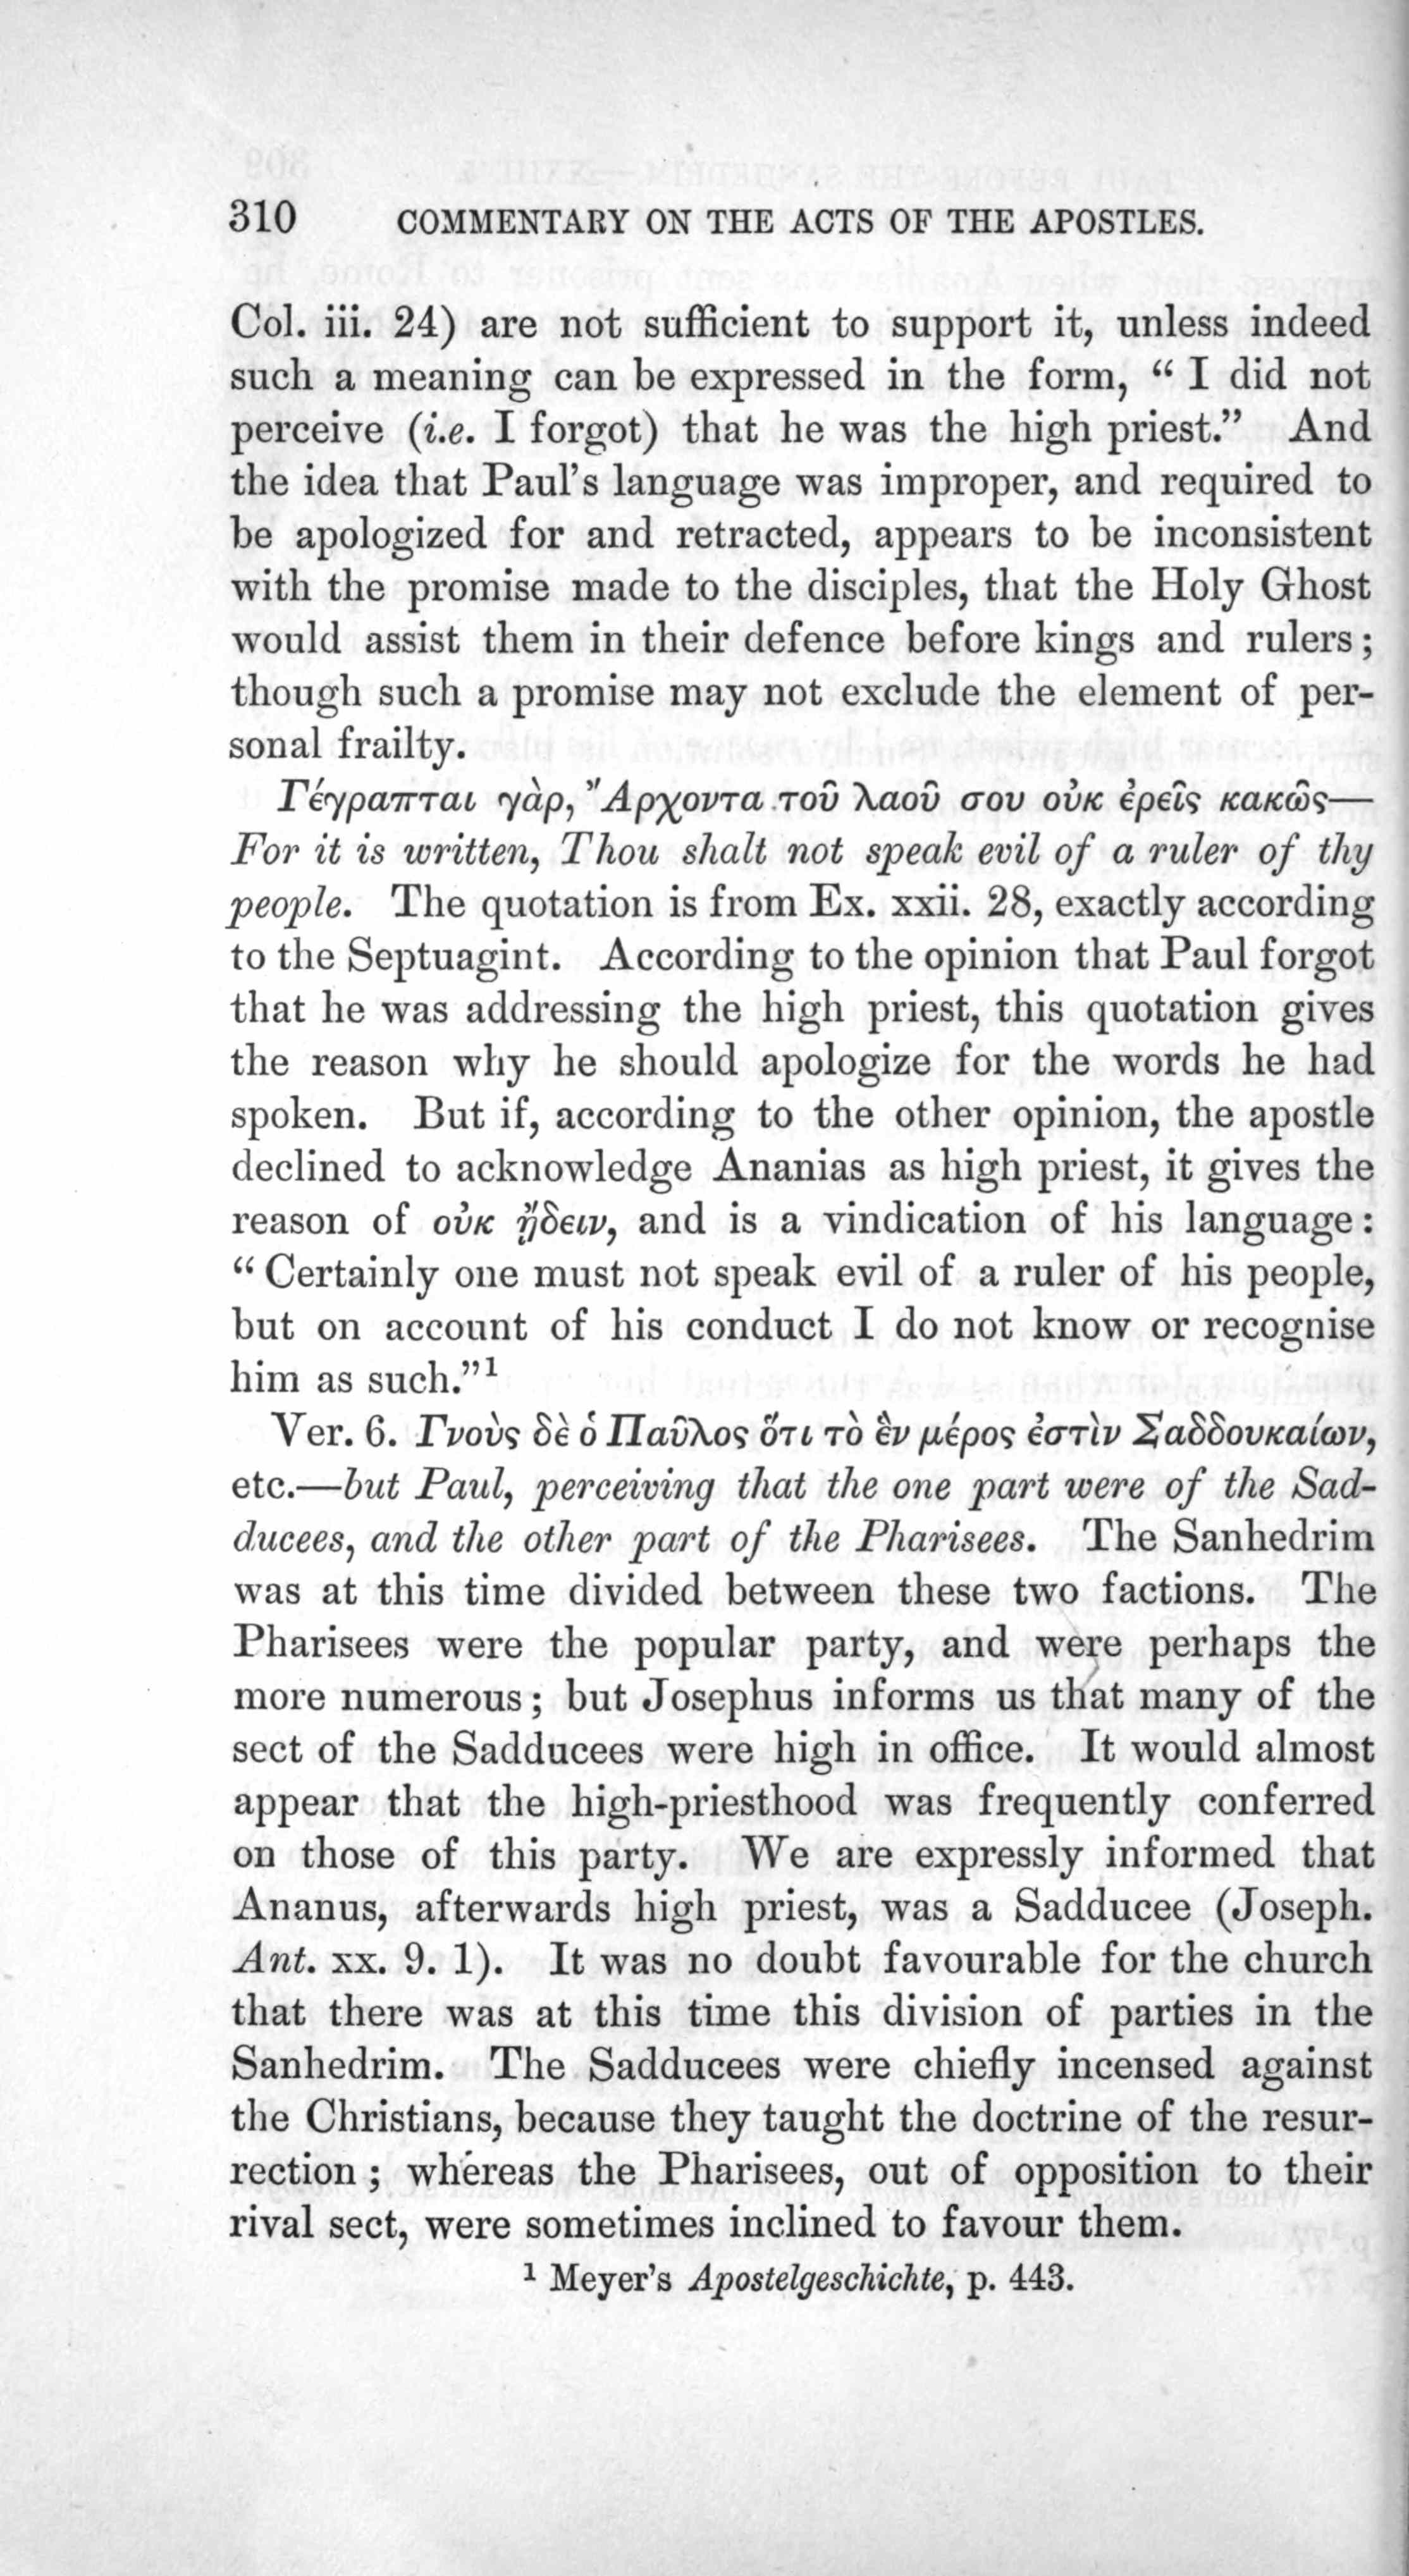 310 COMMENTARY ON THE ACTS OF THE APOSTLES.
Col. iii. 24) are not sufficient to support it, unless indeed
such a meaning can be expressed in the form, “ I did not
perceive (i.e. I forgot) that he was the high priest.” And
the idea that Paul’s language was improper, and required to
be apologized for and retracted, appears to be inconsistent
with the promise made to the disciples, that the Holy Ghost
would assist them in their defence before kings and rulers ;
though such a promise may not exclude the element of per-
sonal frailty.
Γέγραπται γὰρ, Ἄρχοντα τοῦ λαοῦ σου οὐκ ἐρεῖς κακῶς—
For it is written, Thou shalt not speak evil of a ruler of thy
people. The quotation is from Ex. xxii. 28, exactly according
to the Septuagint. According to the opinion that Paul forgot
that he was addressing the high priest, this quotation gives
the reason why he should apologize for the words he had
spoken. But if, according to the other opinion, the apostle
declined to acknowledge Ananias as high priest, it gives the
reason of οὐκ ᾔδειν, and is a vindication of his language :
“ Certainly one must not speak evil of a ruler of his people,
but on account of his conduct I do not know or recognise
him as such.”¹
Ver. 6. Γνοὺς δὲ ὁ Παῦλος ὅτι τὸ ἓν μέρος ἐστὶν Σαδδουκαίων,
etc.—but Paul, perceiving that the one part were of the Sad-
ducees, and the other part of the Pharisees. The Sanhedrim
was at this time divided between these two factions. The
Pharisees were the popular party, and were perhaps the
more numerous ; but Josephus informs us that many of the
sect of the Sadducees were high in office. It would almost
appear that the high-priesthood was frequently conferred
on those of this party. We are expressly informed that
Ananus, afterwards high priest, was a Sadducee (Joseph.
Ant. xx. 9. 1). It was no doubt favourable for the church
that there was at this time this division of parties in the
Sanhedrim. The Sadducees were chiefly incensed against
the Christians, because they taught the doctrine of the resur-
rection ; whereas the Pharisees, out of opposition to their
rival sect, were sometimes inclined to favour them.
¹ Meyer’s Apostelgeschichte, p. 443.